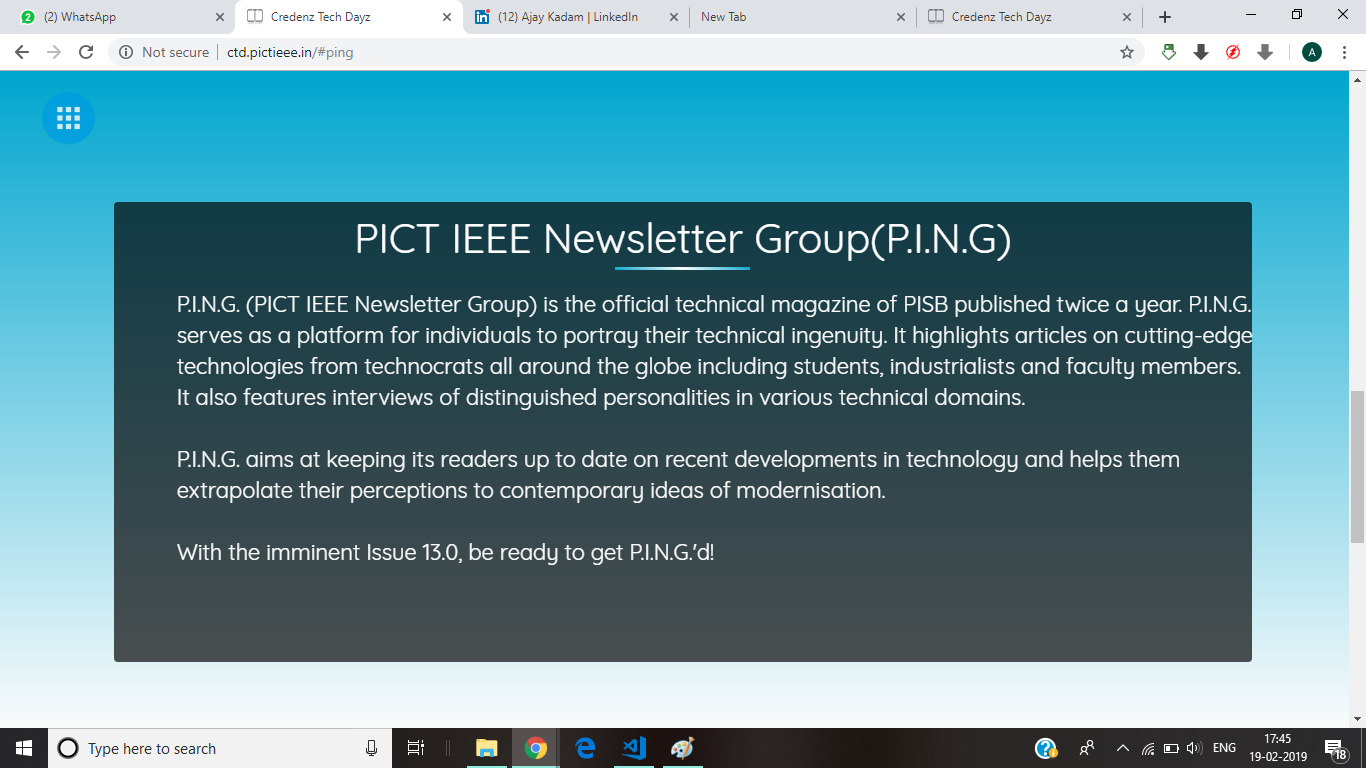 (2) WhatsApp
Credenz Tech Dayz
(12) Ajay Kadam | LinkedIn
New Tab
Credenz Tech Dayz
Not secure
ctd.pictieee.in/#ping
A
PICT IEEE Newsletter Group(P.I.N.G)
P.I.N.G. (PICT IEEE Newsletter Group) is the official technical magazine of PISB published twice a year. P.I.N.G.
serves as a platform for individuals to portray their technical ingenuity. It highlights articles on cutting-edge
technologies from technocrats all around the globe including students, industrialists and faculty members.
It also features interviews of distinguished personalities in various technical domains.
P.I.N.G. aims at keeping its readers up to date on recent developments in technology and helps them
extrapolate their perceptions to contemporary ideas of modernisation.
With the imminent Issue 13.0, be ready to get P.I.N.G.'d!
Type here to search
ENG
17:45
19-02-2019
18